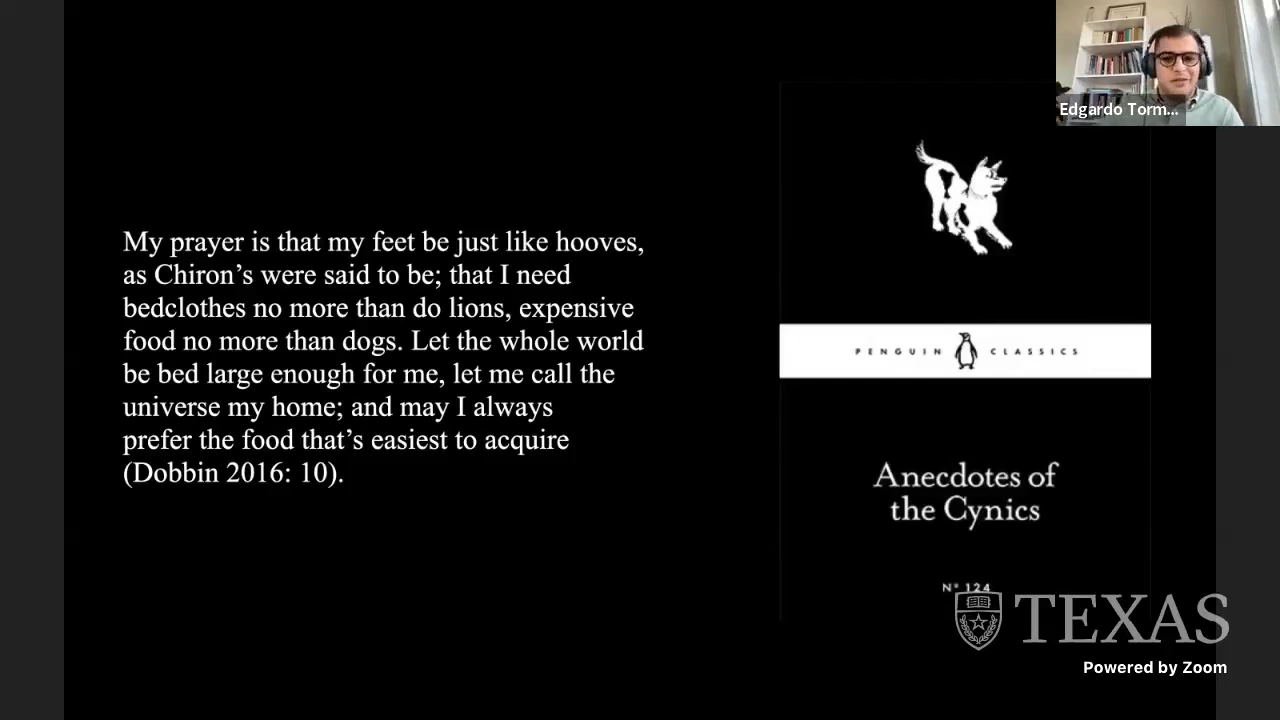 Edgardo Torm...
My prayer is that my feet be just like hooves,
as Chiron’s were said to be; that I need
bedclothes no more than do lions, expensive
food no more than dogs. Let the whole world
be bed large enough for me, let me call the
universe my home; and may I always
prefer the food that’s easiest to acquire
(Dobbin 2016: 10).
PENGUIN CLASSICS
Anecdotes of
the Cynics
Nº 124
TEXAS
Powered by Zoom